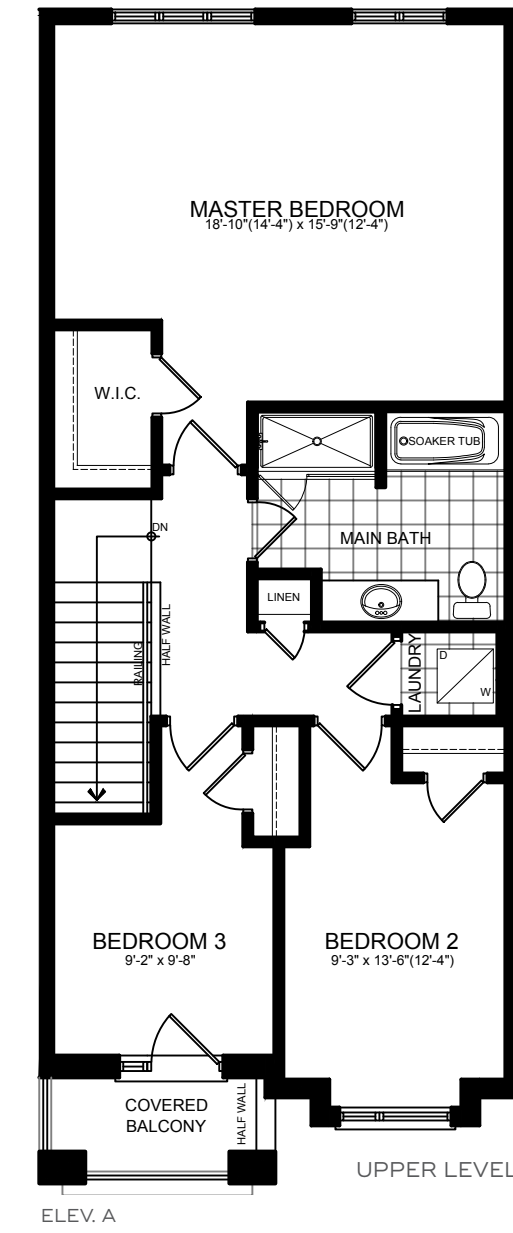 MASTER BEDROOM
18'-10"(14'-4") x 15'-9"(12'-4")
W.I.C.
SOAKER TUB
DN
MAIN BATH
LINEN
RAILING
HALF WALL
LAUNDRY
D
W
BEDROOM 3
9'-2" x 9'-8"
BEDROOM 2
9'-3" x 13'-6"(12'-4")
COVERED
BALCONY
HALF WALL
UPPER LEVEL
ELEV. A